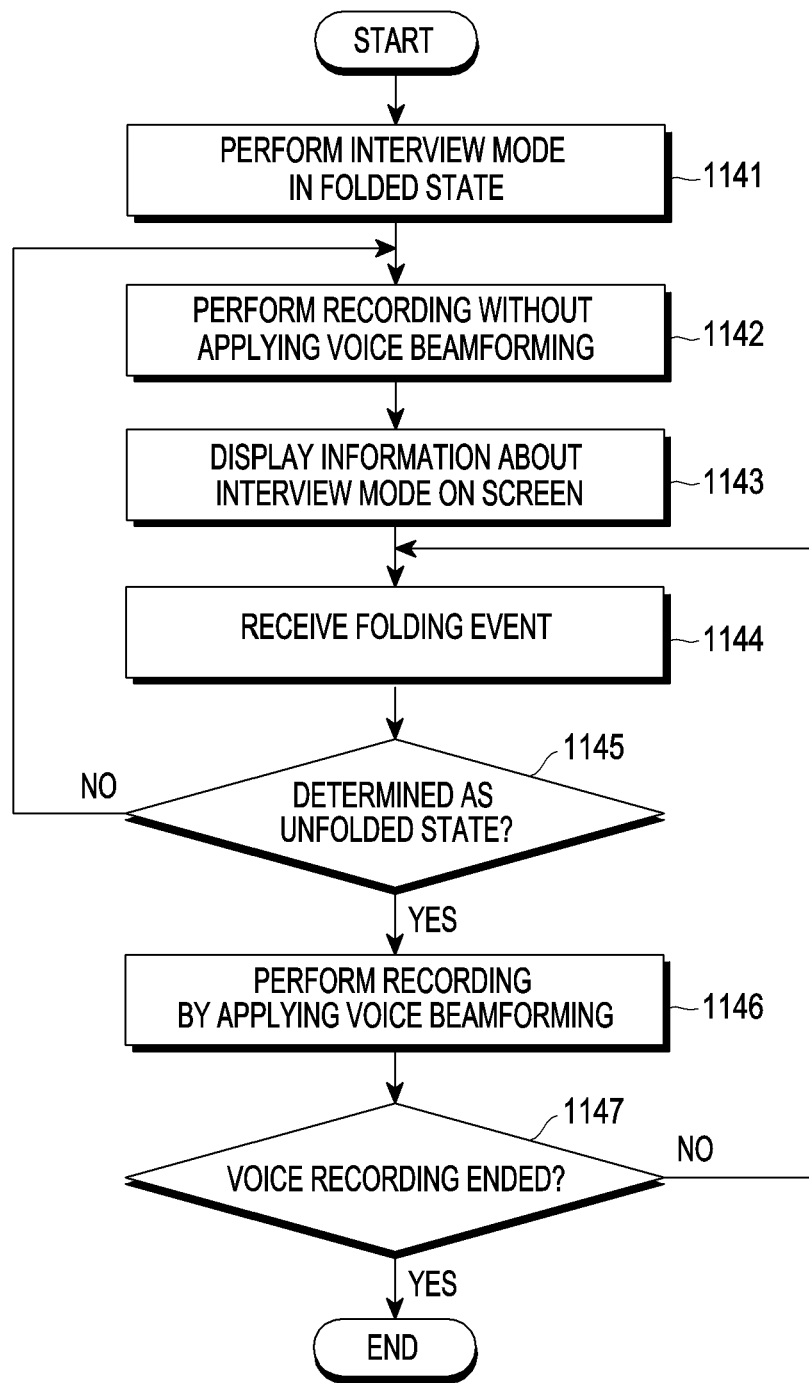 START
PERFORM INTERVIEW MODE
IN FOLDED STATE
1141
PERFORM RECORDING WITHOUT
APPLYING VOICE BEAMFORMING
1142
DISPLAY INFORMATION ABOUT
INTERVIEW MODE ON SCREEN
1143
RECEIVE FOLDING EVENT
1144
1145
NO
DETERMINED AS
UNFOLDED STATE?
YES
PERFORM RECORDING
BY APPLYING VOICE BEAMFORMING
1146
1147
NO
VOICE RECORDING ENDED?
YES
END